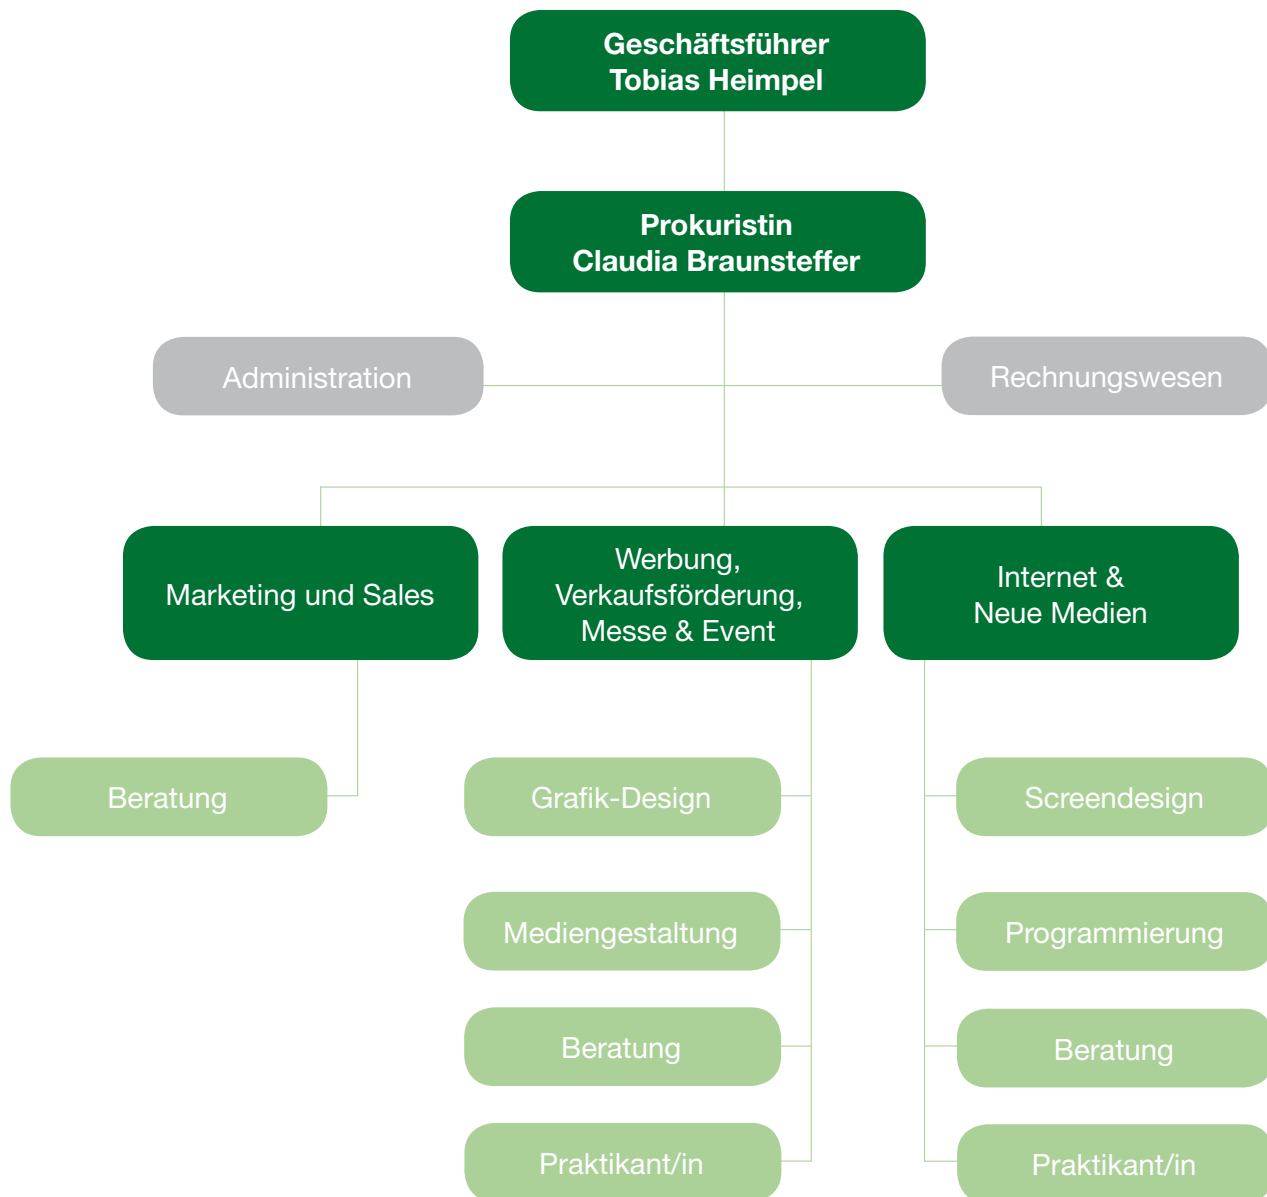 Geschäftsführer
Tobias Heimpel
Prokuristin
Claudia Braunsteffer
Administration
Rechnungswesen
Marketing und Sales
Werbung,
Verkaufsförderung,
Messe & Event
Internet &
Neue Medien
Beratung
Grafik-Design
Screendesign
Mediengestaltung
Programmierung
Beratung
Beratung
Praktikant/in
Praktikant/in